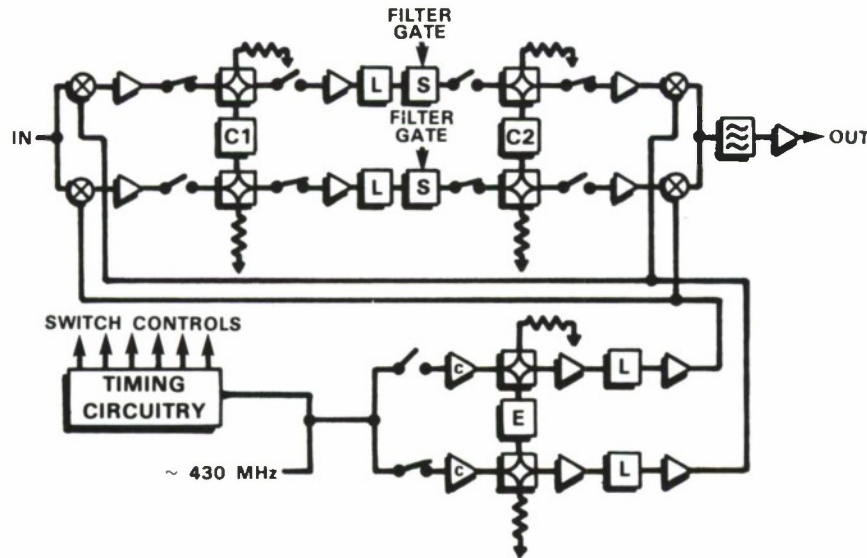 FILTER
GATE
L
S
FILTER
GATE
IN
C1
C2
OUT
L
S
SWITCH CONTROLS
TIMING
CIRCUITRY
c
L
E
~ 430 MHz
c
L